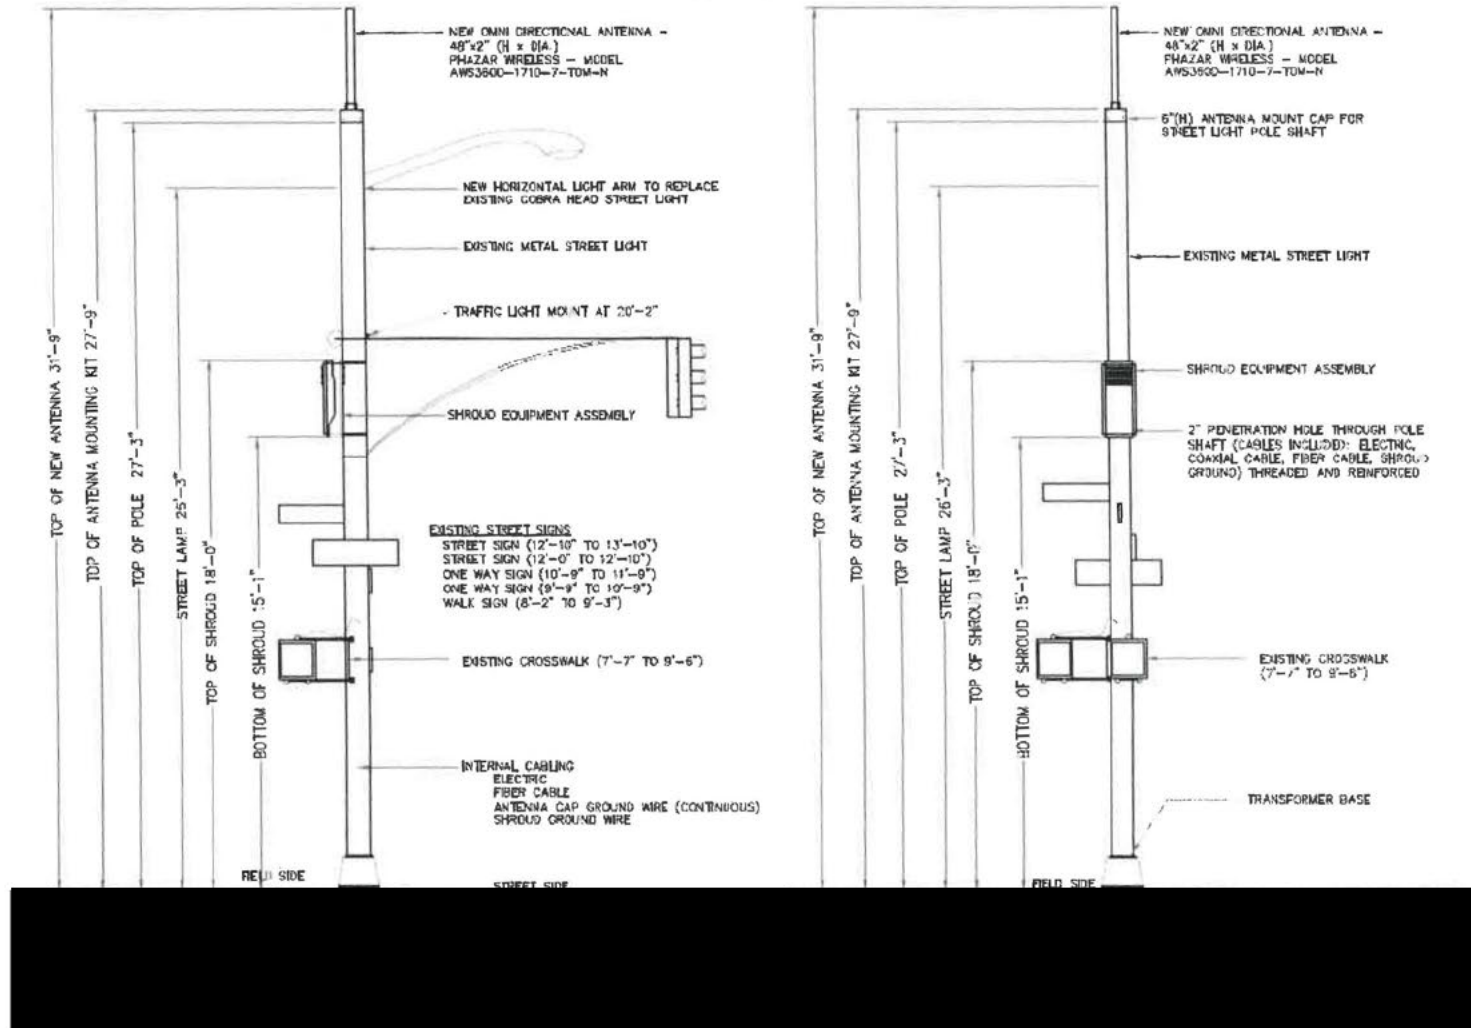 NEW OMNI DIRECTIONAL ANTENNA –
48"x2" (H x DIA.)
PHAZAR WIRELESS – MODEL
AWS3600-1710-7-TDM-N
NEW HORIZONTAL LIGHT ARM TO REPLACE
EXISTING COBRA HEAD STREET LIGHT
EXISTING METAL STREET LIGHT
TRAFFIC LIGHT MOUNT AT 20'-2"
SHROUD EQUIPMENT ASSEMBLY
EXISTING STREET SIGNS
STREET SIGN (12'-10" TO 13'-10")
STREET SIGN (12'-0" TO 12'-10")
ONE WAY SIGN (10'-9" TO 11'-9")
ONE WAY SIGN (9'-9" TO 10'-9")
WALK SIGN (8'-2" TO 9'-3")
EXISTING CROSSWALK (7'-7" TO 9'-6")
INTERNAL CABLING
ELECTRIC
FIBER CABLE
ANTENNA CAP GROUND WIRE (CONTINUOUS)
SHROUD GROUND WIRE
TOP OF NEW ANTENNA 31'-9"
TOP OF ANTENNA MOUNTING KIT 27'-9"
TOP OF POLE 27'-3"
STREET LAMP 25'-3"
TOP OF SHROUD 18'-0"
BOTTOM OF SHROUD 15'-1"
FIELD SIDE
STREET SIDE
NEW OMNI DIRECTIONAL ANTENNA –
48"x2" (H x DIA.)
PHAZAR WIRELESS – MODEL
AWS3600-1710-7-TDM-N
6"(H) ANTENNA MOUNT CAP FOR
STREET LIGHT POLE SHAFT
EXISTING METAL STREET LIGHT
SHROUD EQUIPMENT ASSEMBLY
2" PENETRATION HOLE THROUGH POLE
SHAFT (CABLES INCLUDED: ELECTRIC,
COAXIAL CABLE, FIBER CABLE, SHROUD
GROUND) THREADED AND REINFORCED
EXISTING CROSSWALK
(7'-7" TO 9'-6")
TRANSFORMER BASE
TOP OF NEW ANTENNA 31'-9"
TOP OF ANTENNA MOUNTING KIT 27'-9"
TOP OF POLE 27'-3"
STREET LAMP 26'-3"
TOP OF SHROUD 18'-0"
BOTTOM OF SHROUD 15'-1"
FIELD SIDE